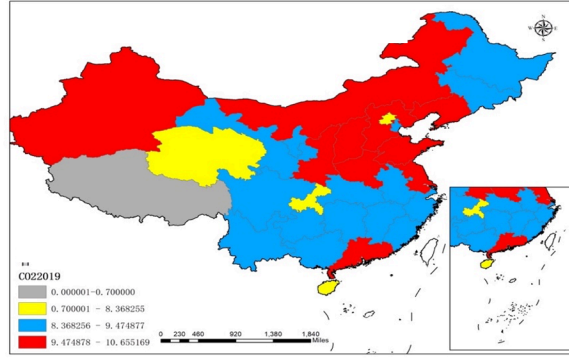 N
W E
S
CO22019
0.000001-0.700000
0.700001 - 8.368255
8.368256 - 9.474877
9.474878 - 10.655169
0 230 460 920 1,380 1,840
Miles